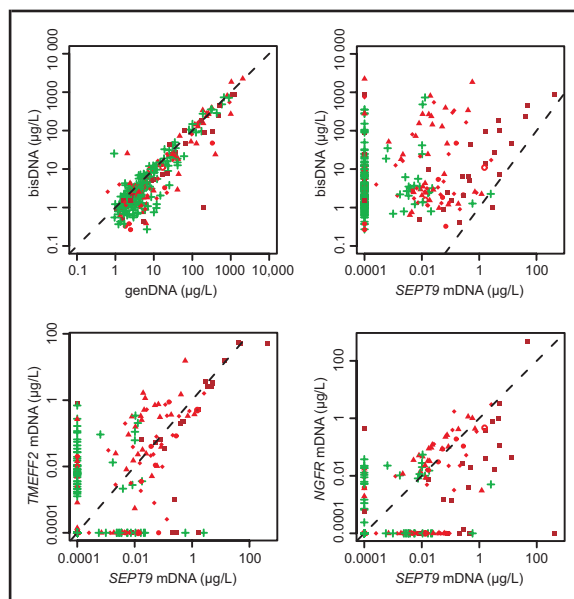 10 000
1000
100
10
1
0.1
bisDNA (µg/L)
0.1 1 10 100 1000 10,000
genDNA (µg/L)
10 000
1000
100
10
1
0.1
bisDNA (µg/L)
0.0001 0.01 1 100
SEPT9 mDNA (µg/L)
100
1
0.01
0.0001
TMEFF2 mDNA (µg/L)
0.0001 0.01 1 100
SEPT9 mDNA (µg/L)
100
1
0.01
0.0001
NGFR mDNA (µg/L)
0.0001 0.01 1 100
SEPT9 mDNA (µg/L)